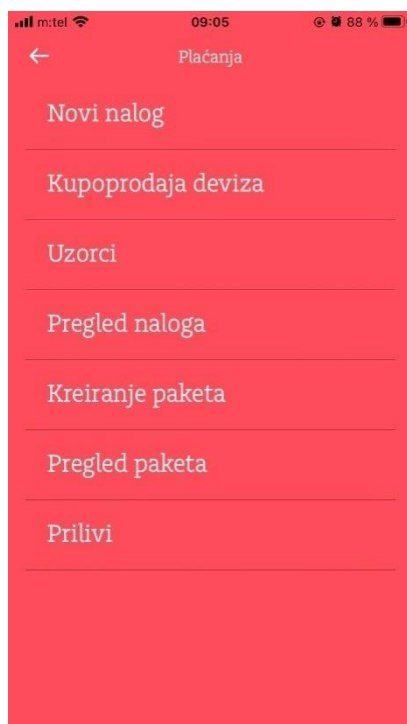 m:tel 09:05 88 %
Plaćanja
Novi nalog
Kupoprodaja deviza
Uzorci
Pregled naloga
Kreiranje paketa
Pregled paketa
Prilivi